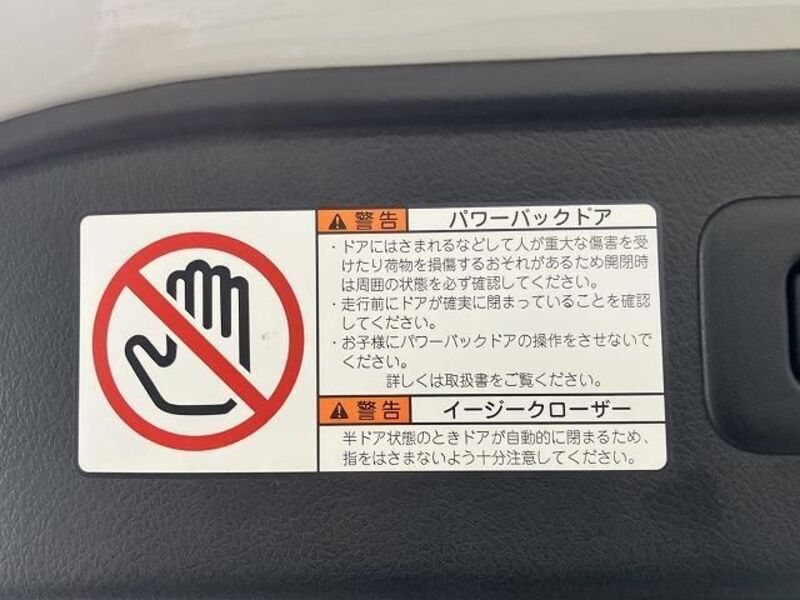 警告 パワーバックドア
・ドアにはさまれるなどして人が重大な傷害を受
けたり荷物を損傷するおそれがあるため開閉時
は周囲の状態を必ず確認してください。
・走行前にドアが確実に閉まっていることを確認
してください。
・お子様にパワーバックドアの操作をさせないで
ください。
詳しくは取扱書をご覧ください。
警告 イージークローザー
半ドア状態のときドアが自動的に閉まるため、
指をはさまないよう十分注意してください。